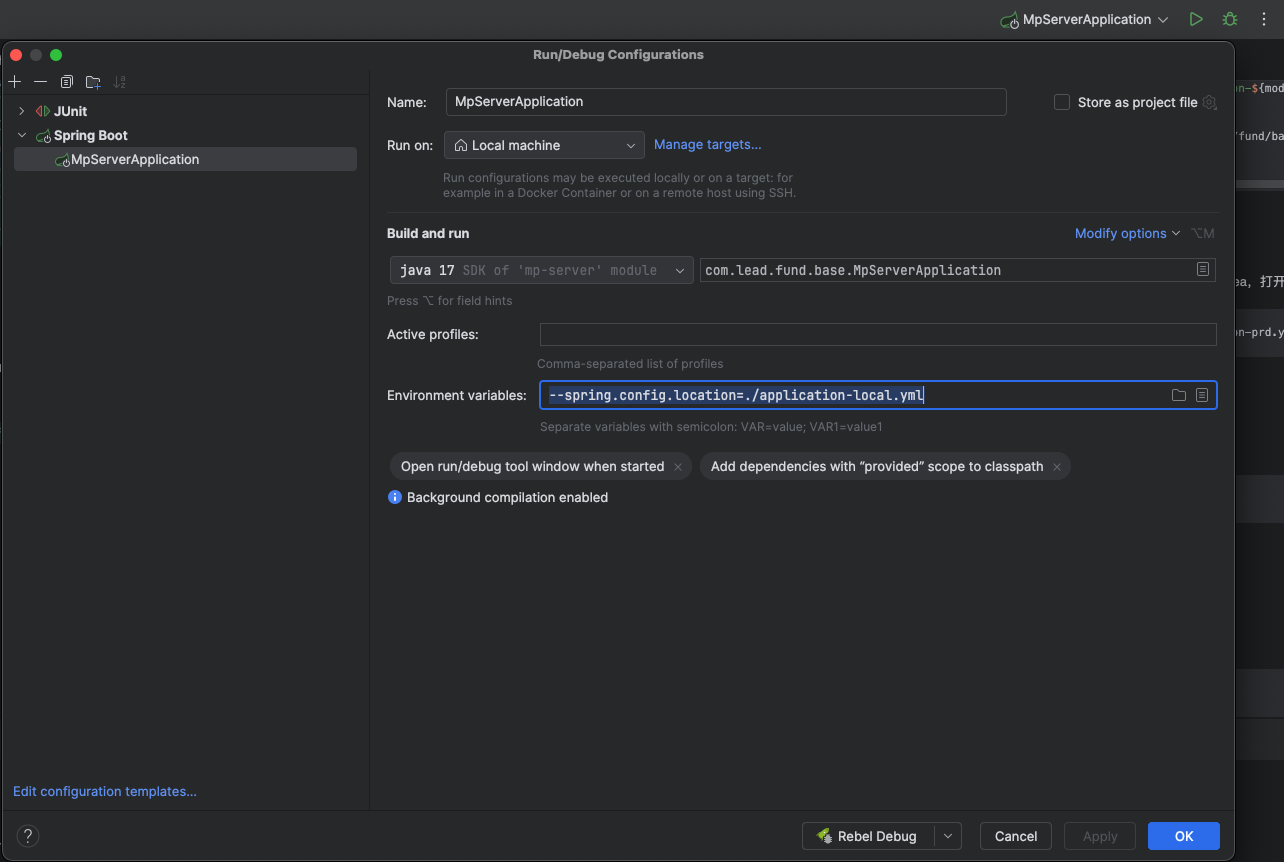 MpServerApplication
Run/Debug Configurations
JUnit
Spring Boot
MpServerApplication
Edit configuration templates...
Name:
MpServerApplication
Store as project file
Run on:
Local machine
Manage targets...
Run configurations may be executed locally or on a target: for
example in a Docker Container or on a remote host using SSH.
Build and run
Modify options
⌥M
java 17 SDK of 'mp-server' module
com.lead.fund.base.MpServerApplication
Press ⌥ for field hints
Active profiles:
Comma-separated list of profiles
Environment variables:
--spring.config.location=./application-local.yml
Separate variables with semicolon: VAR=value; VAR1=value1
Open run/debug tool window when started
Add dependencies with “provided” scope to classpath
Background compilation enabled
?
Rebel Debug
Cancel
Apply
OK
on-${mod
/fund/ba
ea，打开
on-prd.y